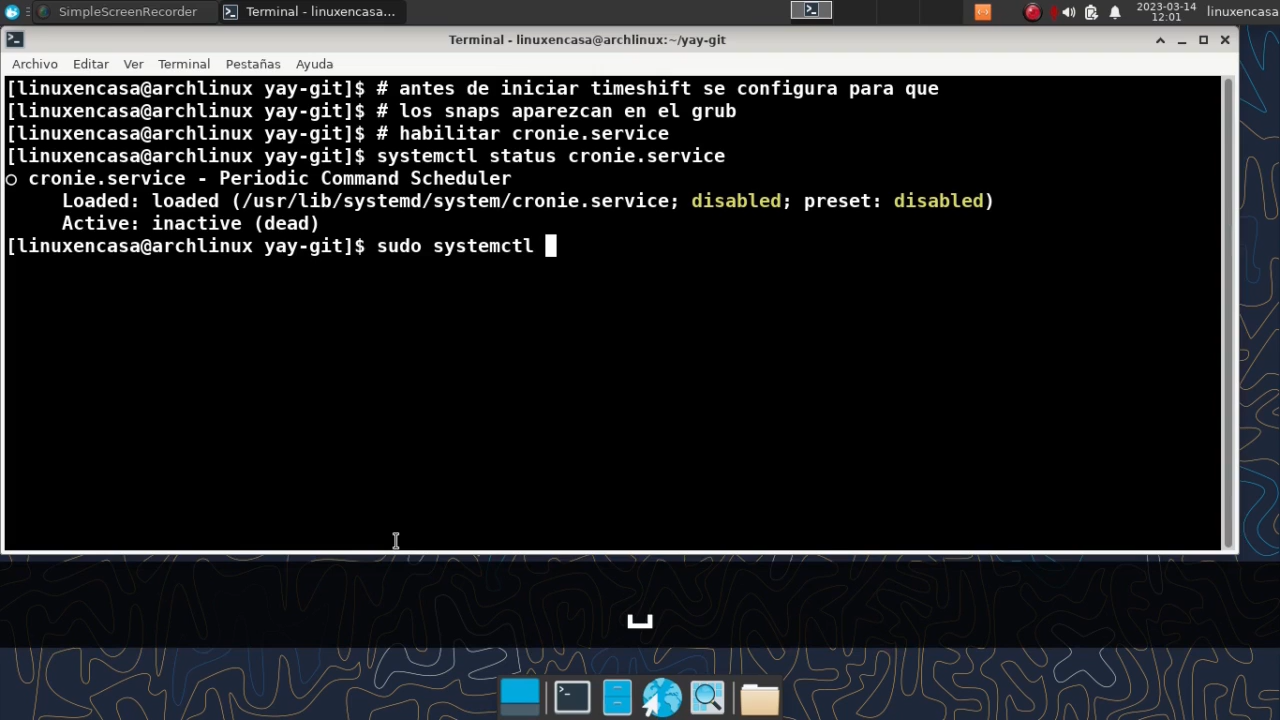 SimpleScreenRecorder
Terminal - linuxencasa...
2023-03-14
12:01
linuxencasa
Terminal - linuxencasa@archlinux:~/yay-git
Archivo Editar Ver Terminal Pestañas Ayuda
[linuxencasa@archlinux yay-git]$ # antes de iniciar timeshift se configura para que
[linuxencasa@archlinux yay-git]$ # los snaps aparezcan en el grub
[linuxencasa@archlinux yay-git]$ # habilitar cronie.service
[linuxencasa@archlinux yay-git]$ systemctl status cronie.service
○ cronie.service - Periodic Command Scheduler
     Loaded: loaded (/usr/lib/systemd/system/cronie.service; disabled; preset: disabled)
     Active: inactive (dead)
[linuxencasa@archlinux yay-git]$ sudo systemctl